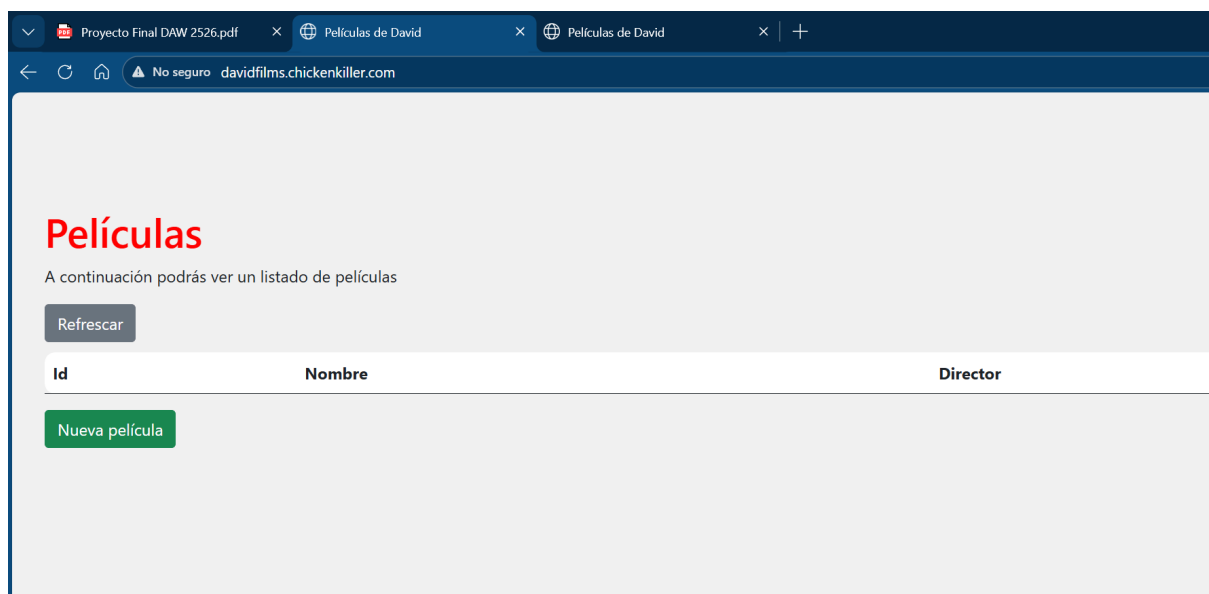 Proyecto Final DAW 2526.pdf
Películas de David
Películas de David
No seguro davidfilms.chickenkiller.com
Películas
A continuación podrás ver un listado de películas
Refrescar
Id Nombre Director
Nueva película